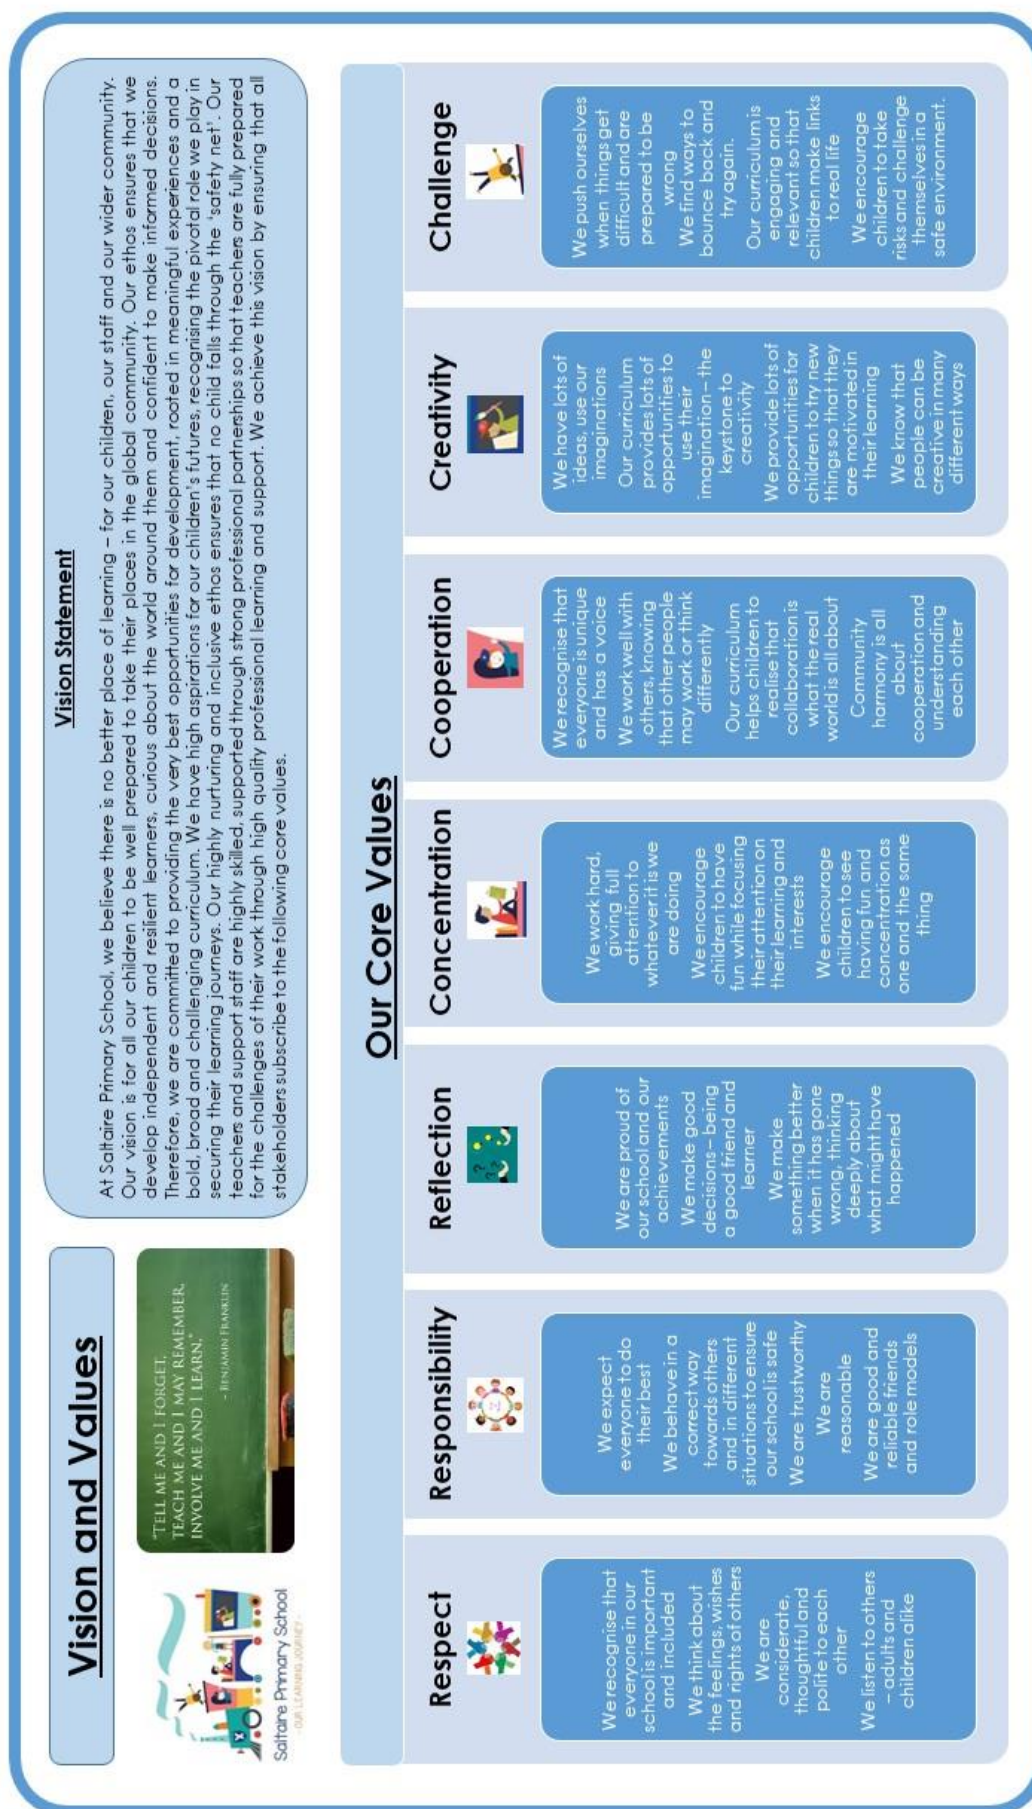 Vision and Values
Saltaire Primary School
- OUR LEARNING JOURNEY -
"TELL ME AND I FORGET,
TEACH ME AND I MAY REMEMBER,
INVOLVE ME AND I LEARN."
- BENJAMIN FRANKLIN
Vision Statement
At Saltaire Primary School, we believe there is no better place of learning – for our children, our staff and our wider community.
Our vision is for all our children to be well prepared to take their places in the global community. Our ethos ensures that we
develop independent and resilient learners, curious about the world around them and confident to make informed decisions.
Therefore, we are committed to providing the very best opportunities for development, rooted in meaningful experiences and a
bold, broad and challenging curriculum. We have high aspirations for our children's futures, recognising the pivotal role we play in
securing their learning journeys. Our highly nurturing and inclusive ethos ensures that no child falls through the 'safety net'. Our
teachers and support staff are highly skilled, supported through strong professional partnerships so that teachers are fully prepared
for the challenges of their work through high quality professional learning and support. We achieve this vision by ensuring that all
stakeholders subscribe to the following core values.
Our Core Values
Respect
We recognise that
everyone in our
school is important
and included
We think about
the feelings, wishes
and rights of others
We are
considerate,
thoughtful and
polite to each
other
We listen to others
– adults and
children alike
Responsibility
We expect
everyone to do
their best
We behave in a
correct way
towards others
and in different
situations to ensure
our school is safe
We are trustworthy
We are
reasonable
We are good and
reliable friends
and role models
Reflection
We are proud of
our school and our
achievements
We make good
decisions – being
a good friend and
learner
We make
something better
when it has gone
wrong, thinking
deeply about
what might have
happened
Concentration
We work hard,
giving full
attention to
whatever it is we
are doing
We encourage
children to have
fun while focusing
their attention on
their learning and
interests
We encourage
children to see
having fun and
concentration as
one and the same
thing
Cooperation
We recognise that
everyone is unique
and has a voice
We work well with
others, knowing
that other people
may work or think
differently
Our curriculum
helps children to
realise that
collaboration is
what the real
world is all about
Community
harmony is all
about
cooperation and
understanding
each other
Creativity
We have lots of
ideas, use our
imaginations
Our curriculum
provides lots of
opportunities to
use their
imagination – the
keystone to
creativity
We provide lots of
opportunities for
children to try new
things so that they
are motivated in
their learning
We know that
people can be
creative in many
different ways
Challenge
We push ourselves
when things get
difficult and are
prepared to be
wrong
We find ways to
bounce back and
try again.
Our curriculum is
engaging and
relevant so that
children make links
to real life
We encourage
children to take
risks and challenge
themselves in a
safe environment.